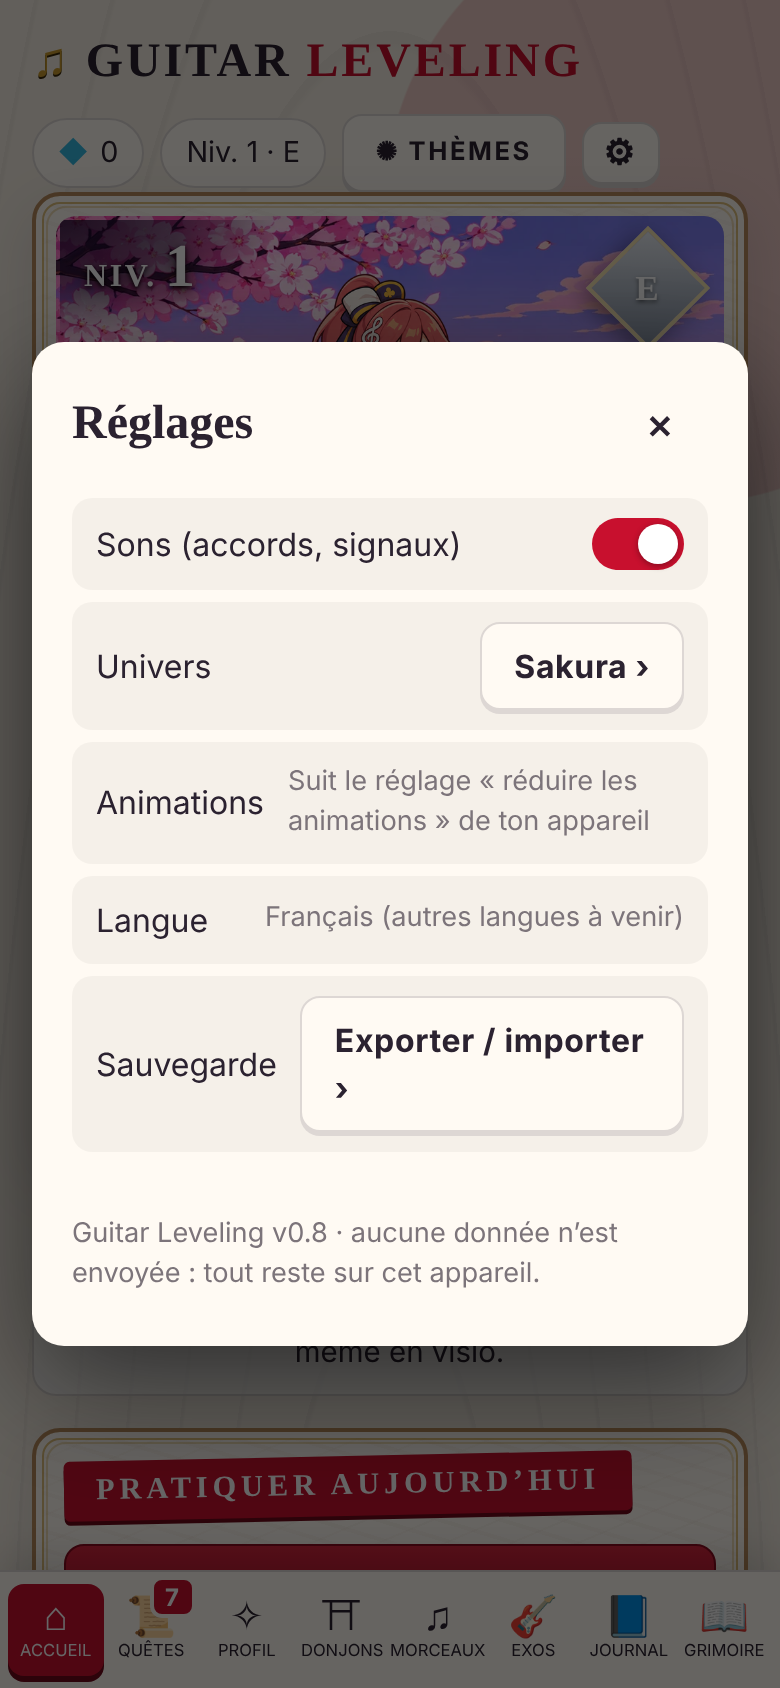 GUITAR LEVELING
0
Niv. 1 · E
THÈMES
NIV. 1
E
Réglages
×
Sons (accords, signaux)
Univers
Sakura ›
Animations
Suit le réglage « réduire les
animations » de ton appareil
Langue
Français (autres langues à venir)
Sauvegarde
Exporter / importer
›
Guitar Leveling v0.8 · aucune donnée n’est
envoyée : tout reste sur cet appareil.
même en visio.
PRATIQUER AUJOURD’HUI
7
ACCUEIL
QUÊTES
PROFIL
DONJONS
MORCEAUX
EXOS
JOURNAL
GRIMOIRE